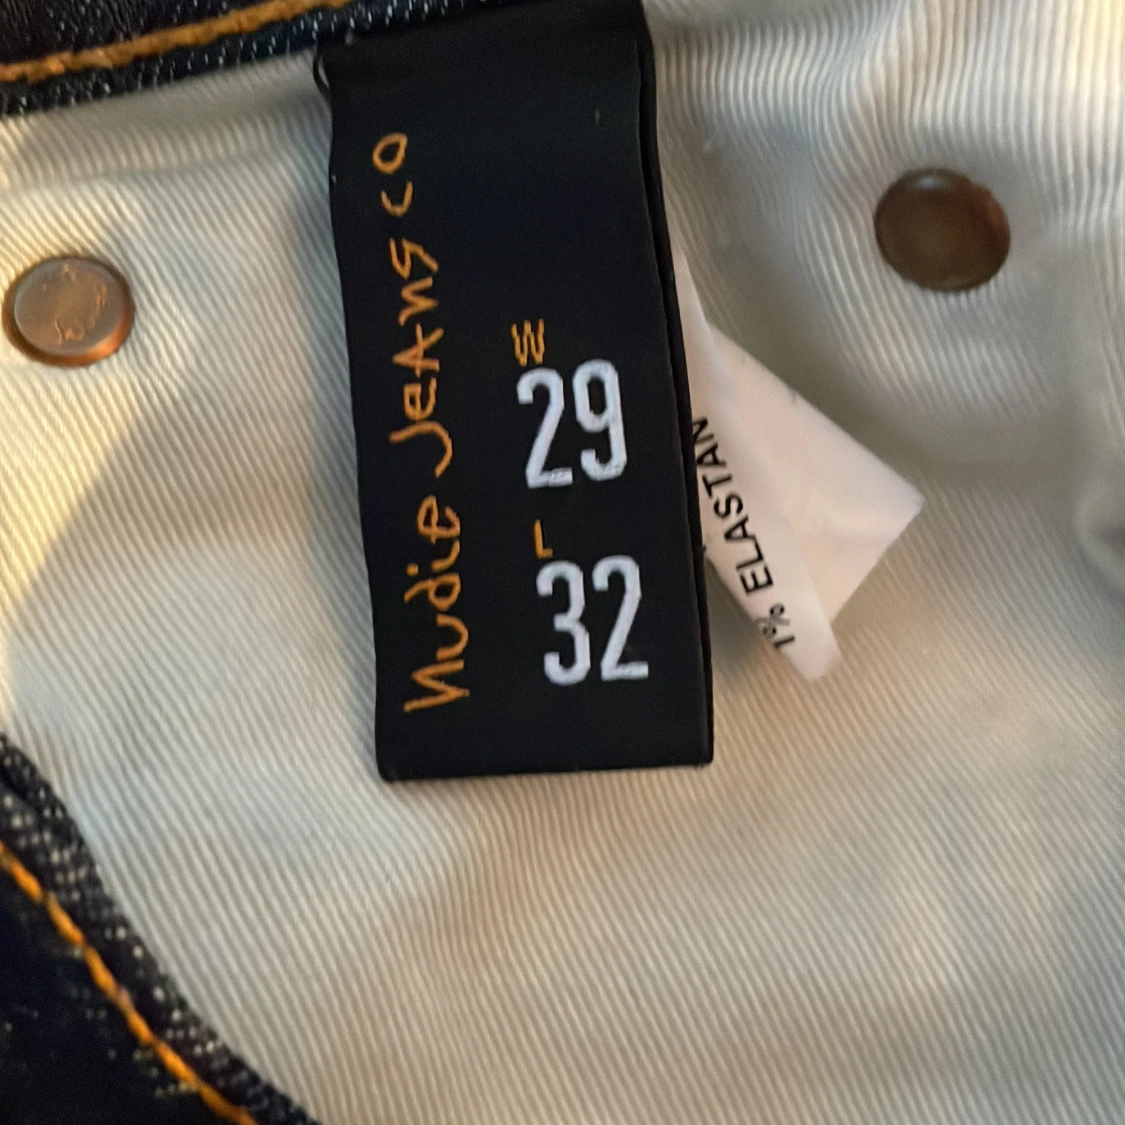 Nudie Jeans co
W
29
L
32
1% ELASTAN